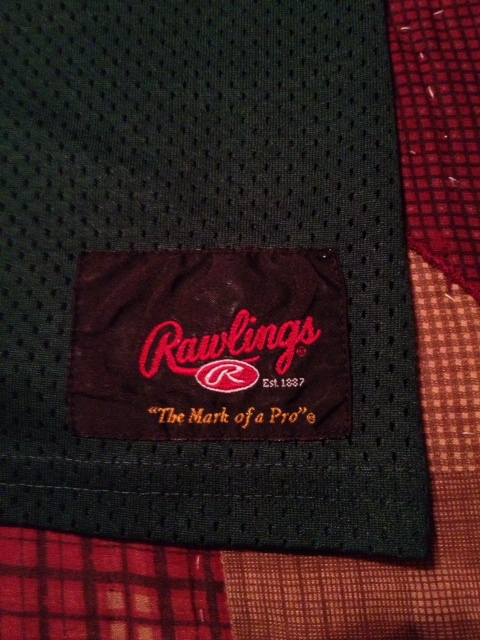 Rawlings®
R Est. 1887
"The Mark of a Pro"®